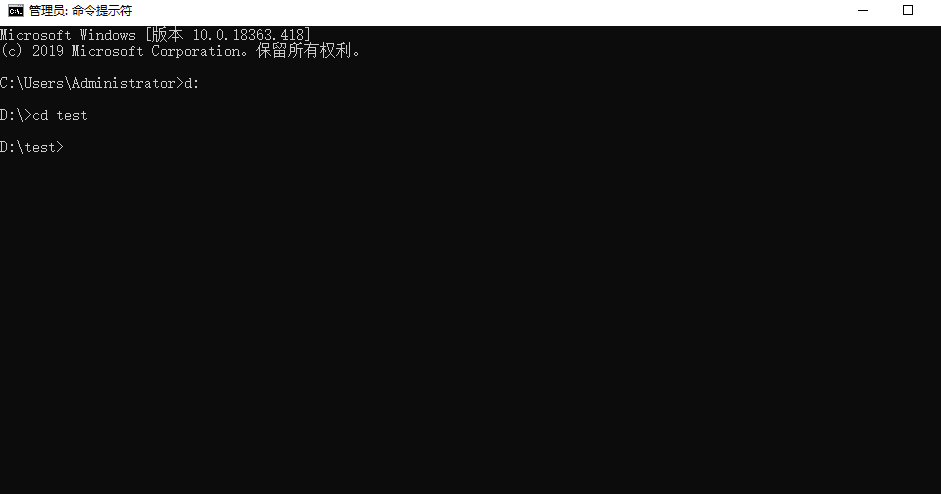 管理员: 命令提示符
Microsoft Windows [版本 10.0.18363.418]
(c) 2019 Microsoft Corporation。保留所有权利。
C:\Users\Administrator>d:
D:\>cd test
D:\test>